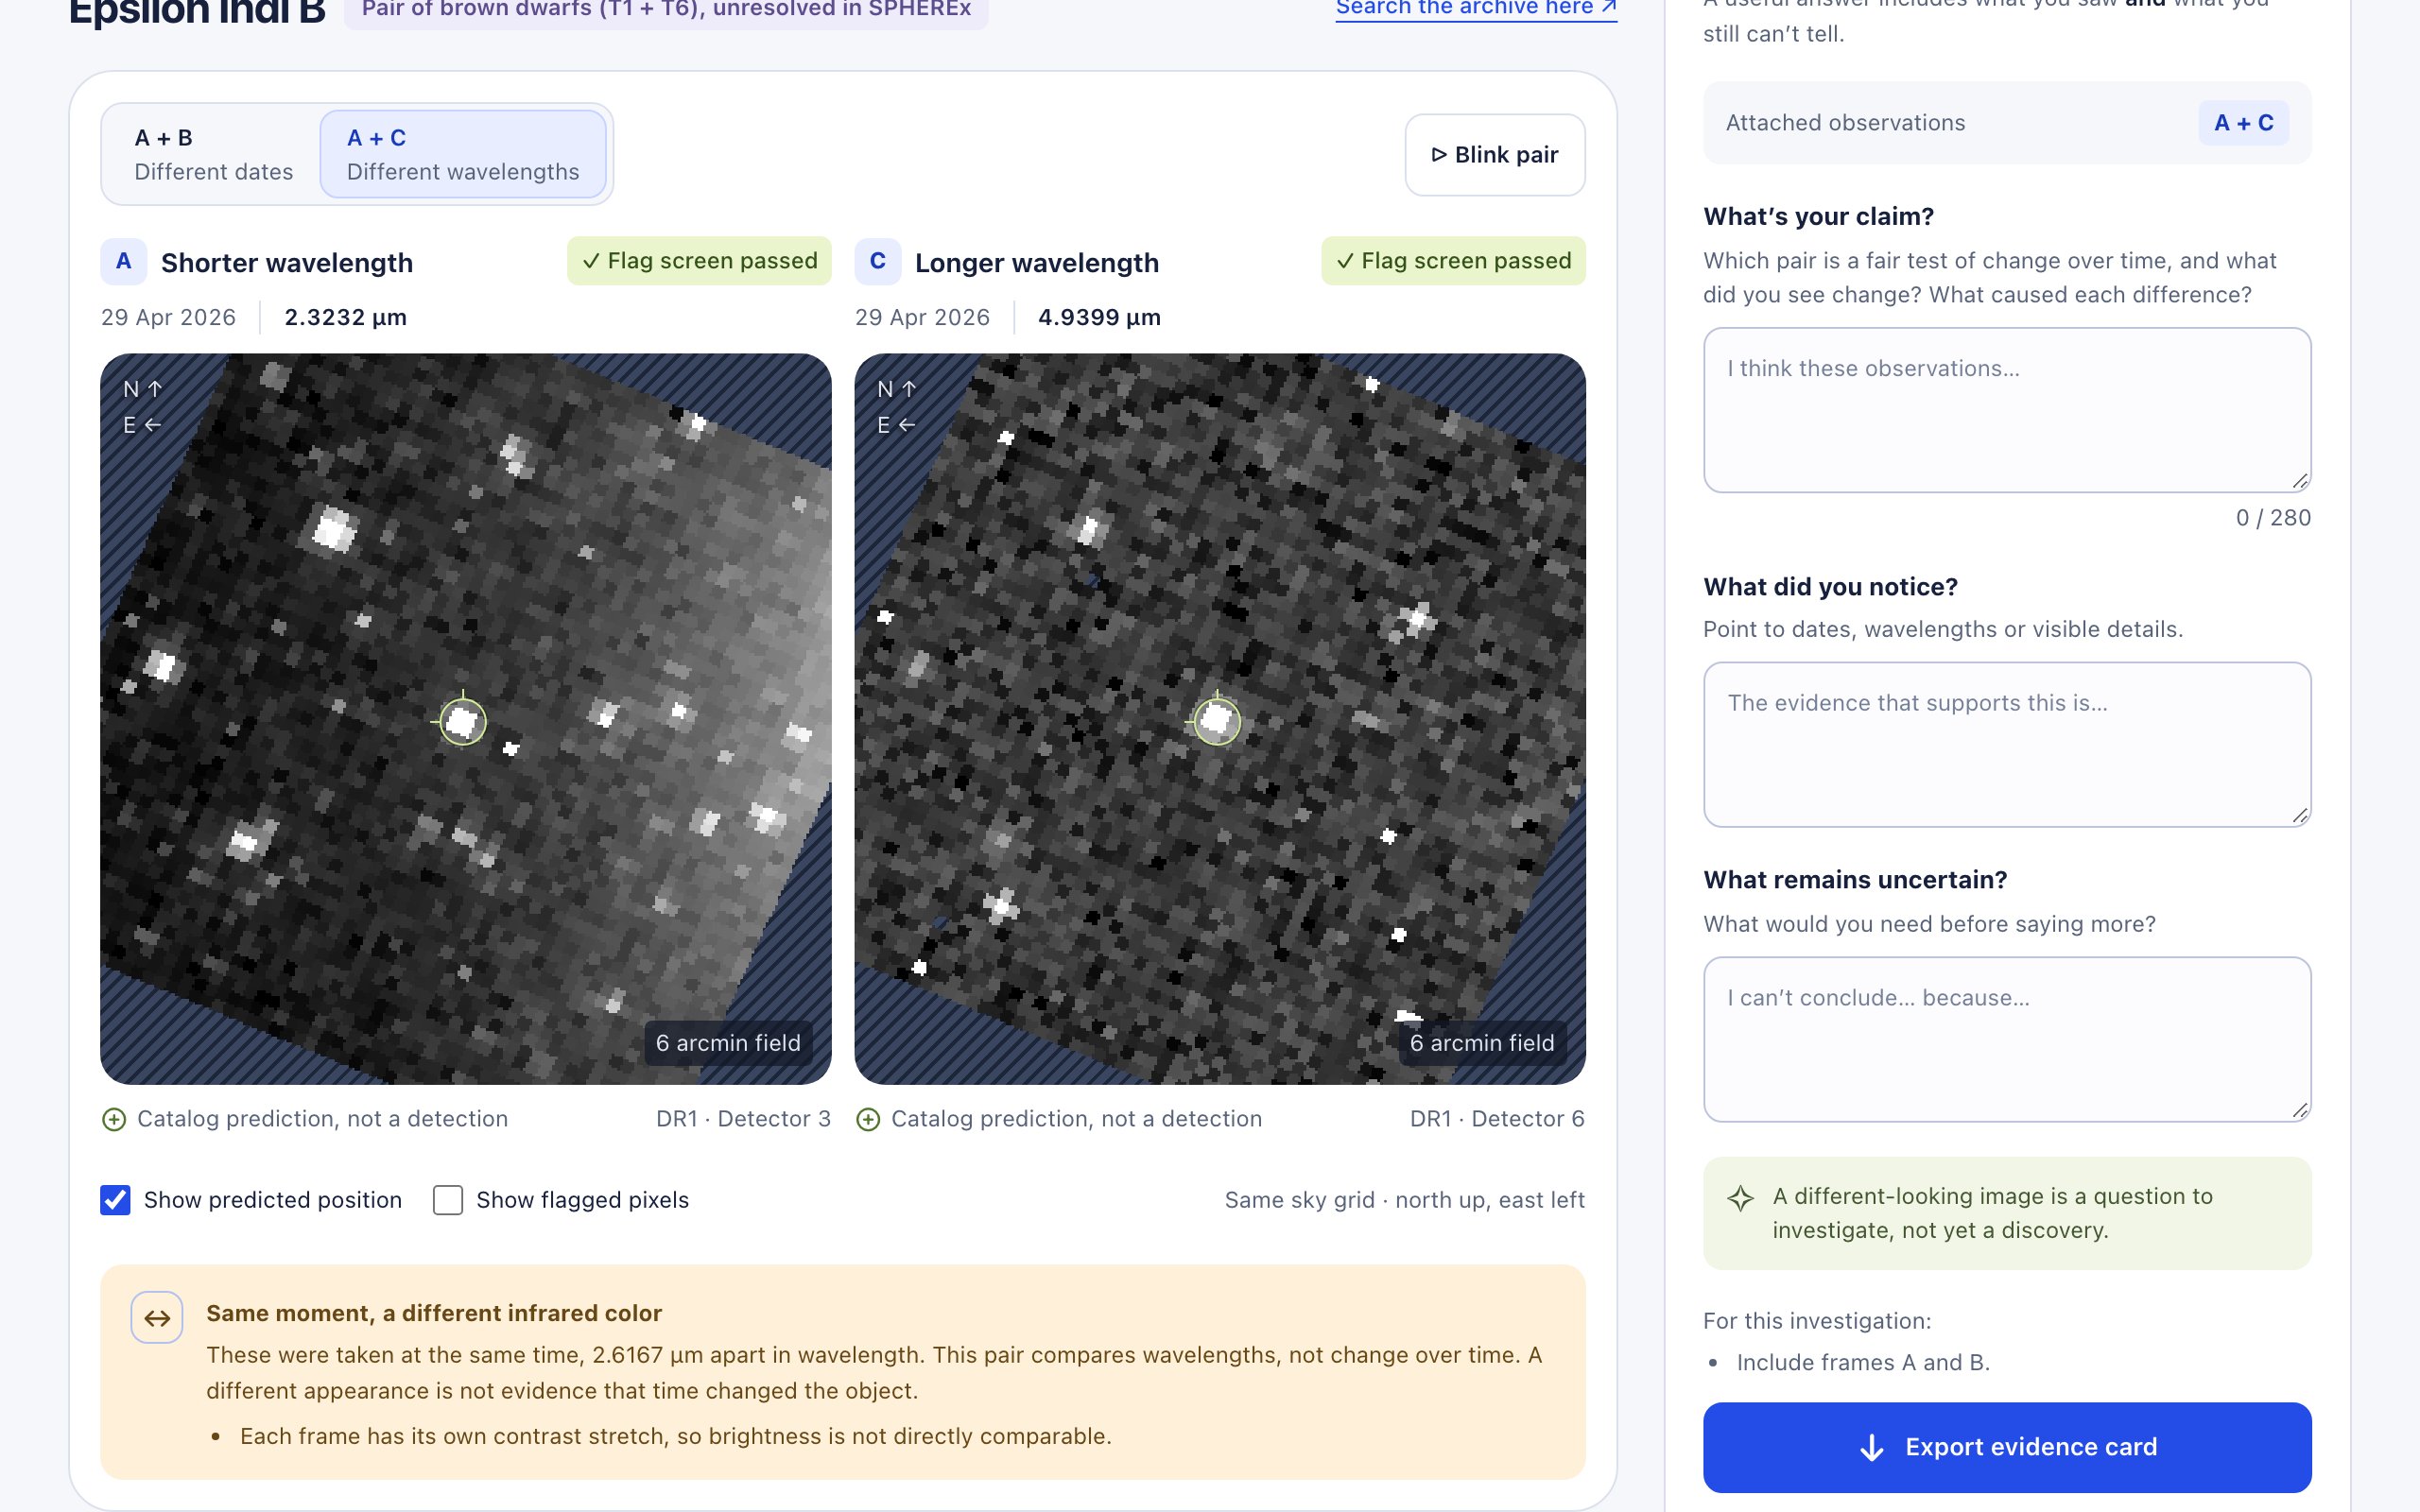 Epsilon Indi B
Pair of brown dwarfs (T1 + T6), unresolved in SPHEREx
Search the archive here ↗
A + B
Different dates
A + C
Different wavelengths
▷ Blink pair
A Shorter wavelength
✓ Flag screen passed
29 Apr 2026 | 2.3232 µm
C Longer wavelength
✓ Flag screen passed
29 Apr 2026 | 4.9399 µm
N ↑
E ←
6 arcmin field
N ↑
E ←
6 arcmin field
Catalog prediction, not a detection
DR1 · Detector 3
Catalog prediction, not a detection
DR1 · Detector 6
Show predicted position
Show flagged pixels
Same sky grid · north up, east left
Same moment, a different infrared color
These were taken at the same time, 2.6167 µm apart in wavelength. This pair compares wavelengths, not change over time. A
different appearance is not evidence that time changed the object.
• Each frame has its own contrast stretch, so brightness is not directly comparable.
A useful answer includes what you saw and what you
still can’t tell.
Attached observations
A + C
What’s your claim?
Which pair is a fair test of change over time, and what
did you see change? What caused each difference?
I think these observations…
0 / 280
What did you notice?
Point to dates, wavelengths or visible details.
The evidence that supports this is…
What remains uncertain?
What would you need before saying more?
I can’t conclude… because…
A different-looking image is a question to
investigate, not yet a discovery.
For this investigation:
• Include frames A and B.
↓ Export evidence card